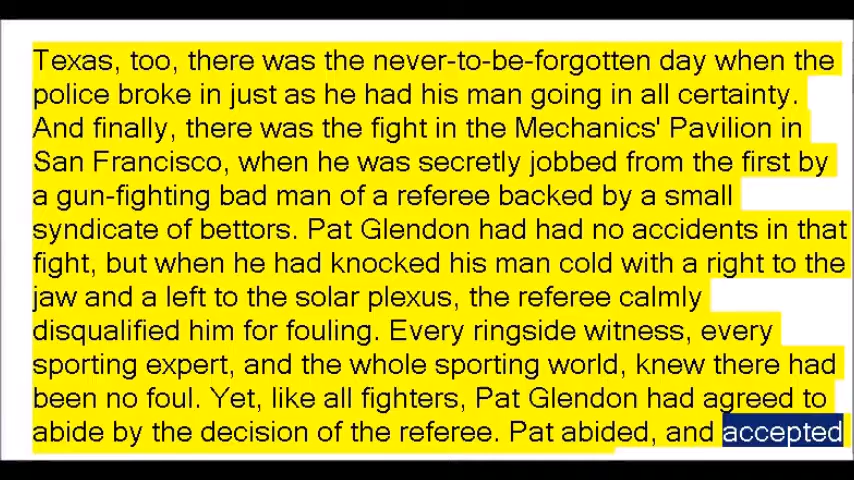 Texas, too, there was the never-to-be-forgotten day when the
police broke in just as he had his man going in all certainty.
And finally, there was the fight in the Mechanics' Pavilion in
San Francisco, when he was secretly jobbed from the first by
a gun-fighting bad man of a referee backed by a small
syndicate of bettors. Pat Glendon had had no accidents in that
fight, but when he had knocked his man cold with a right to the
jaw and a left to the solar plexus, the referee calmly
disqualified him for fouling. Every ringside witness, every
sporting expert, and the whole sporting world, knew there had
been no foul. Yet, like all fighters, Pat Glendon had agreed to
abide by the decision of the referee. Pat abided, and accepted